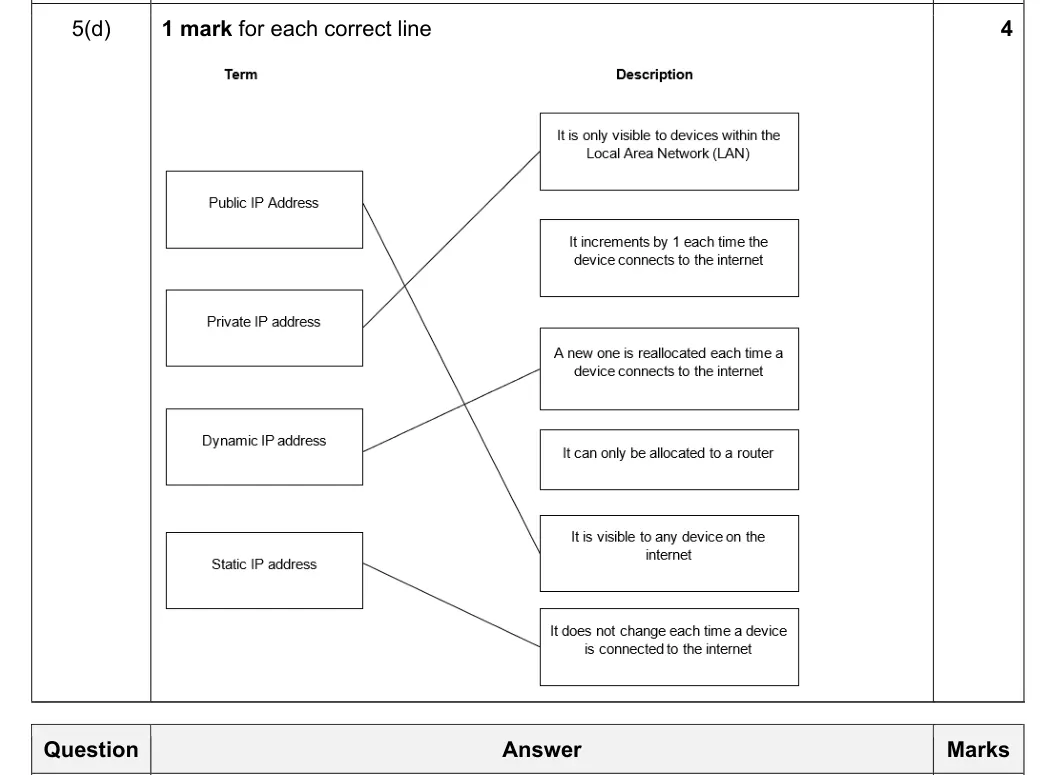 5(d)
1 mark for each correct line
4
Term
Description
It is only visible to devices within the
Local Area Network (LAN)
Public IP Address
It increments by 1 each time the
device connects to the internet
Private IP address
A new one is reallocated each time a
device connects to the internet
Dynamic IP address
It can only be allocated to a router
It is visible to any device on the
internet
Static IP address
It does not change each time a device
is connected to the internet
Question
Answer
Marks